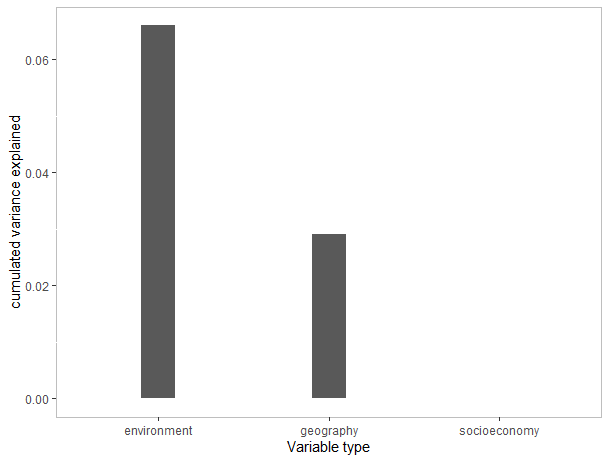 cumulated variance explained
0.06
0.04
0.02
0.00
environment geography socioeconomy
Variable type